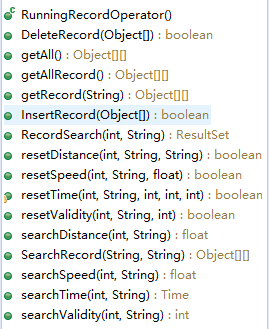 RunningRecordOperator()
DeleteRecord(Object[]) : boolean
getAll() : Object[][]
getAllRecord() : Object[][]
getRecord(String) : Object[][]
InsertRecord(Object[]) : boolean
RecordSearch(int, String) : ResultSet
resetDistance(int, String, String) : boolean
resetSpeed(int, String, float) : boolean
resetTime(int, String, int, int, int) : boolean
resetValidity(int, String, int) : boolean
searchDistance(int, String) : float
SearchRecord(String, String) : Object[][]
searchSpeed(int, String) : float
searchTime(int, String) : Time
searchValidity(int, String) : int